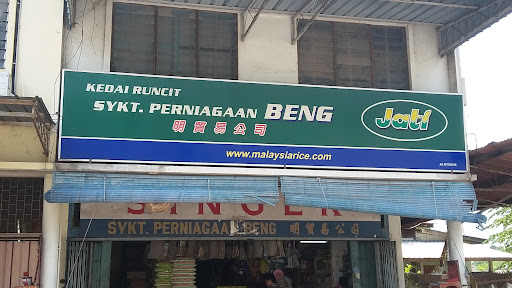 KEDAI RUNCIT
SYKT. PERNIAGAAN BENG
明貿易公司
Jati
www.malaysiarice.com
SINGER
SYKT. PERNIAGAAN BENG 明貿易公司